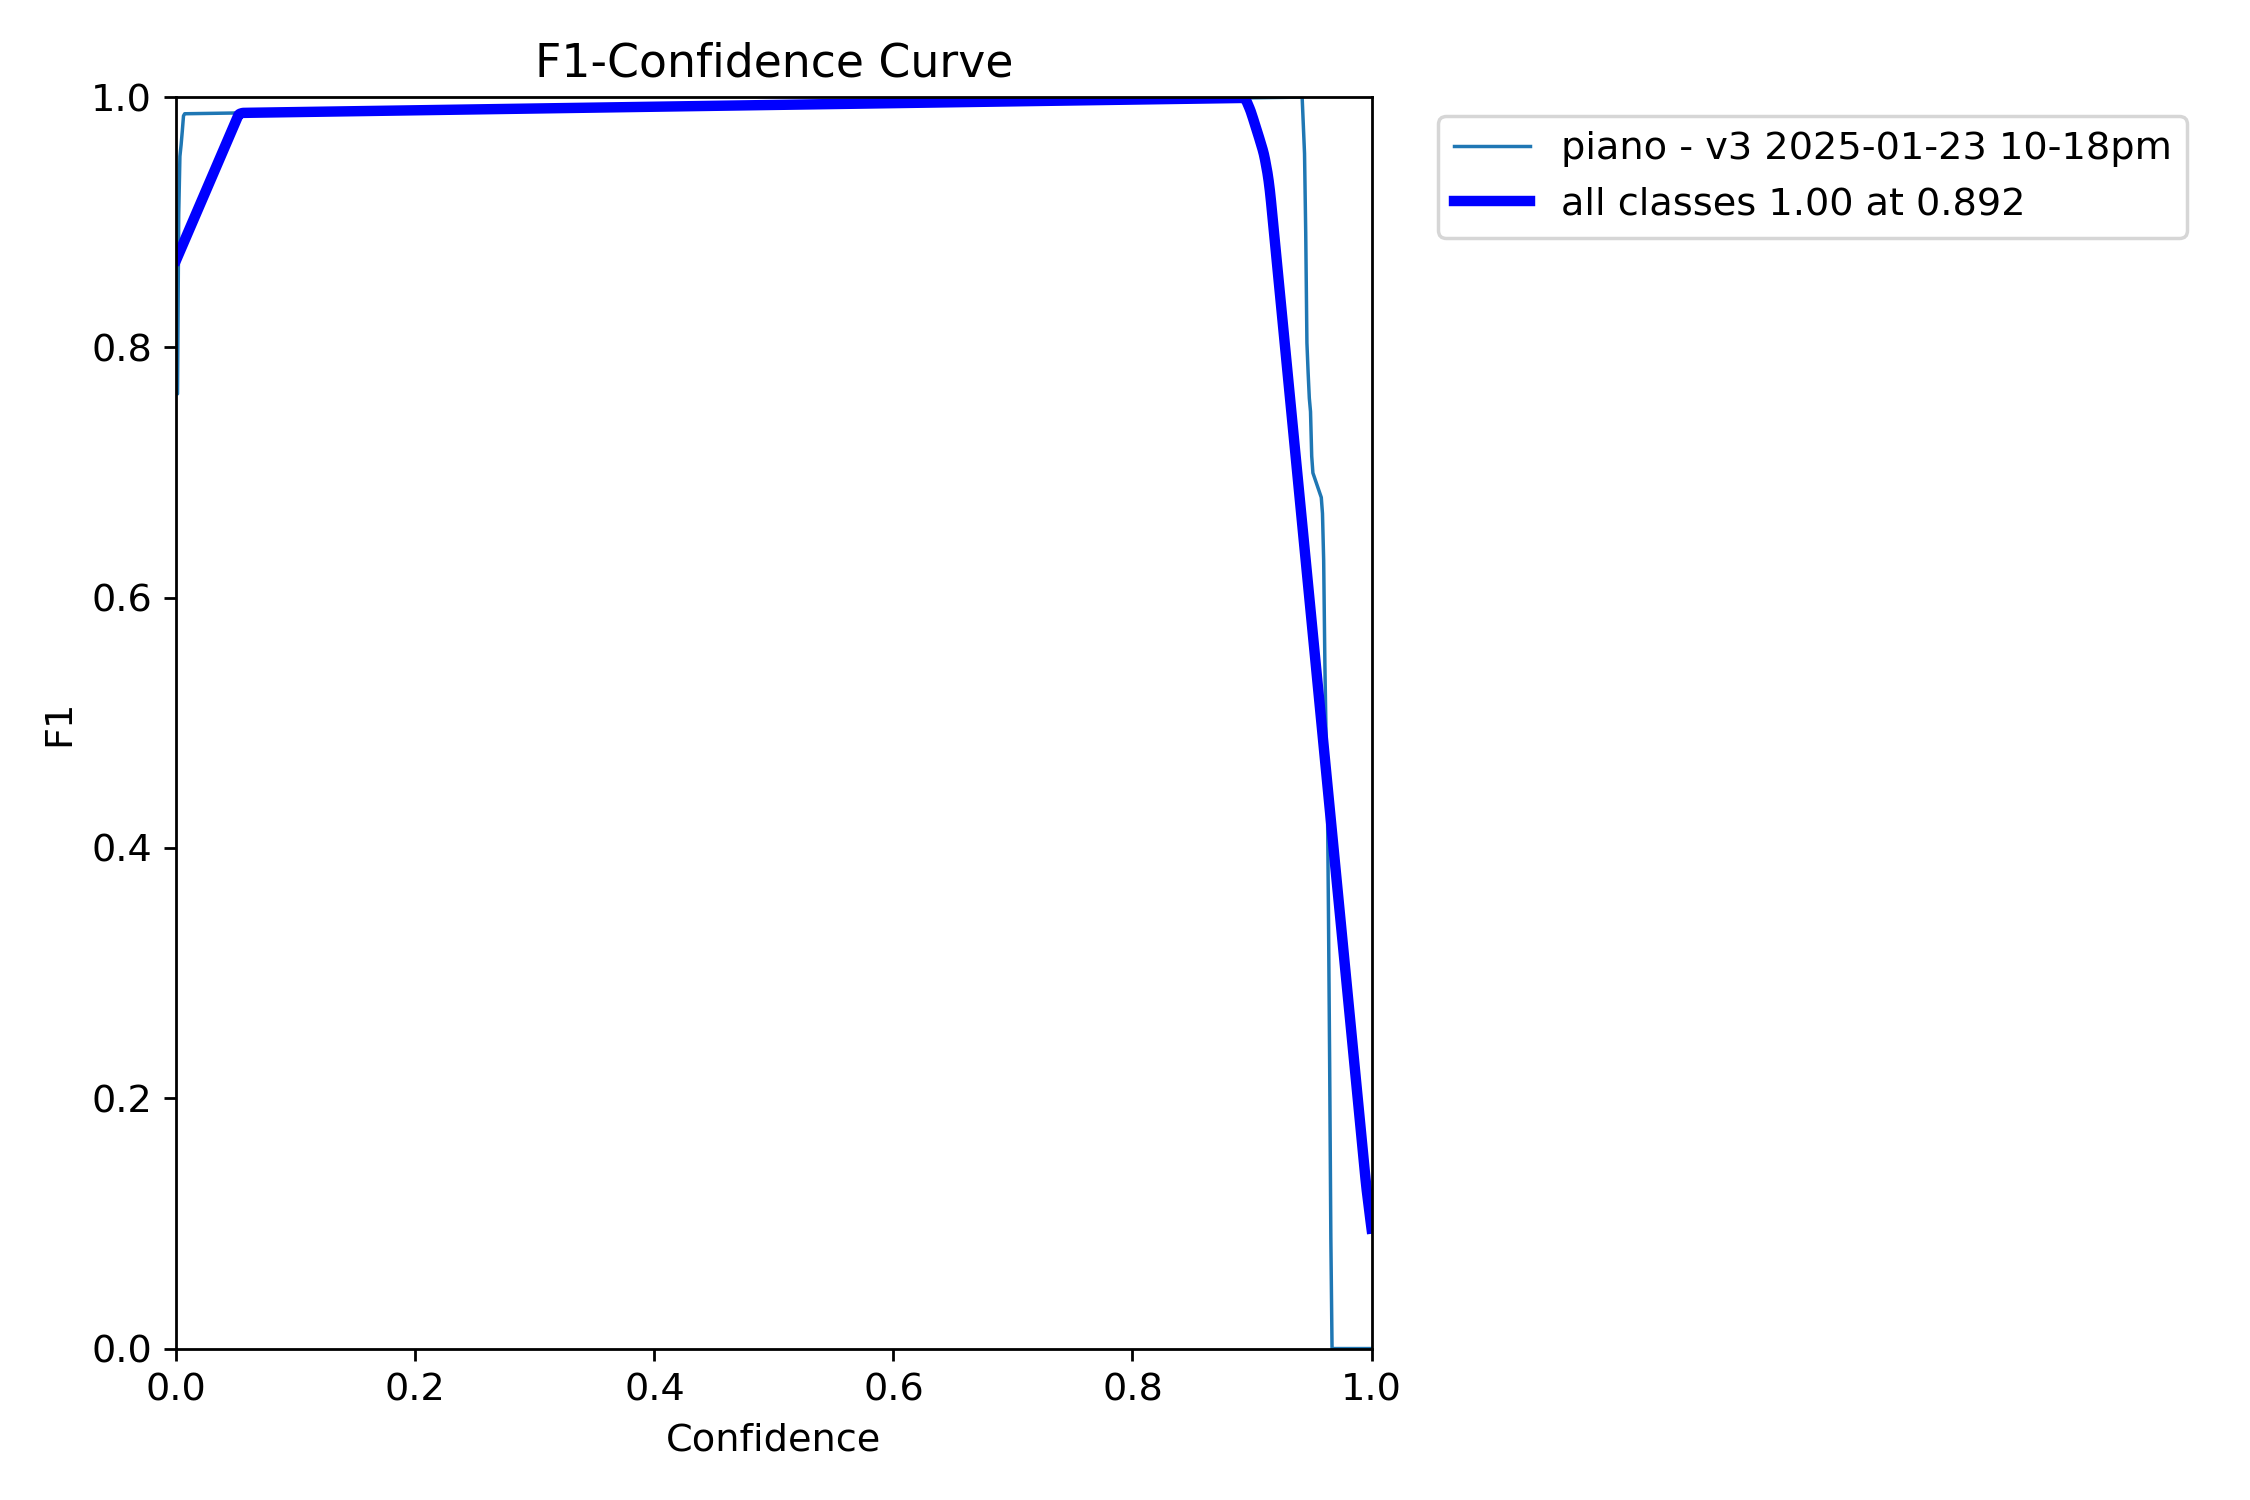 F1-Confidence Curve
1.0
0.8
0.6
0.4
0.2
0.0
F1
0.0 0.2 0.4 0.6 0.8 1.0
Confidence
piano - v3 2025-01-23 10-18pm
all classes 1.00 at 0.892